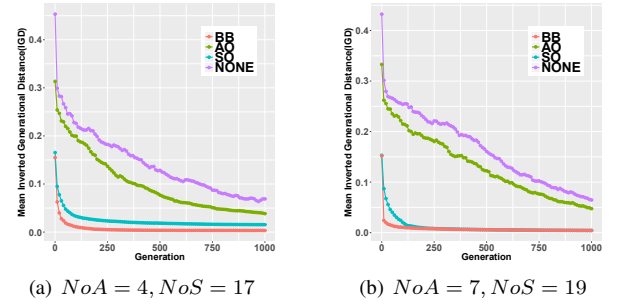 Mean Inverted Generational Distance(IGD)
0.4
0.3
0.2
0.1
0.0
BB
AO
SO
NONE
0
250
500
750
1000
Generation
(a) NoA = 4, NoS = 17
Mean Inverted Generational Distance(IGD)
0.4
0.3
0.2
0.1
0.0
BB
AO
SO
NONE
0
250
500
750
1000
Generation
(b) NoA = 7, NoS = 19